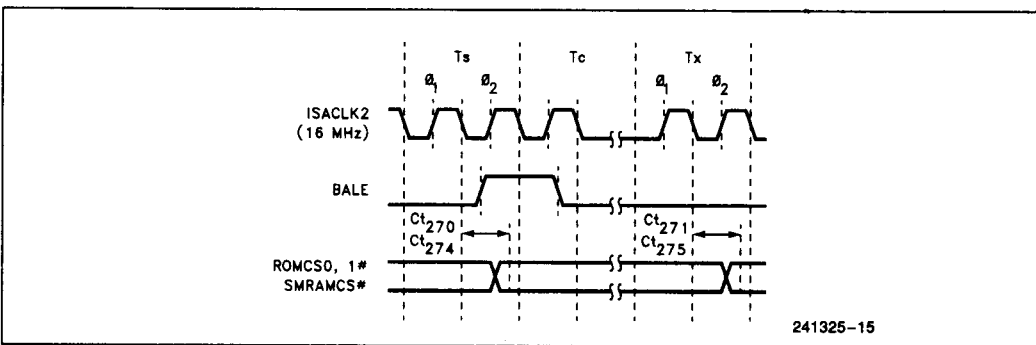 Ts Tc Tx
Ø1 Ø2 Ø1 Ø2
ISACLK2
(16 MHz)
BALE
Ct270 Ct271
Ct274 Ct275
ROMCS0, 1#
SMRAMCS#
241325-15